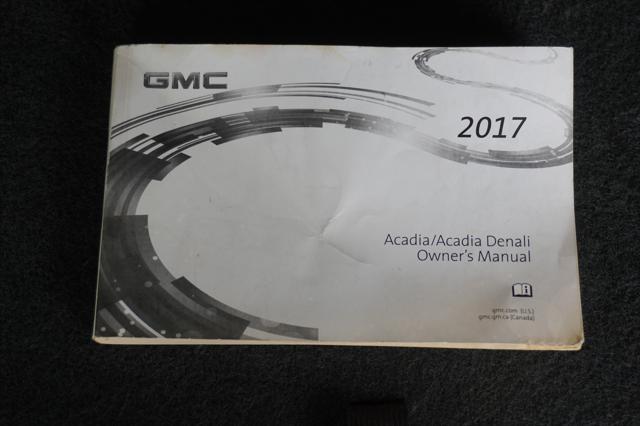 GMC
2017
Acadia/Acadia Denali
Owner's Manual
gmc.com (U.S.)
gmc.gm.ca (Canada)